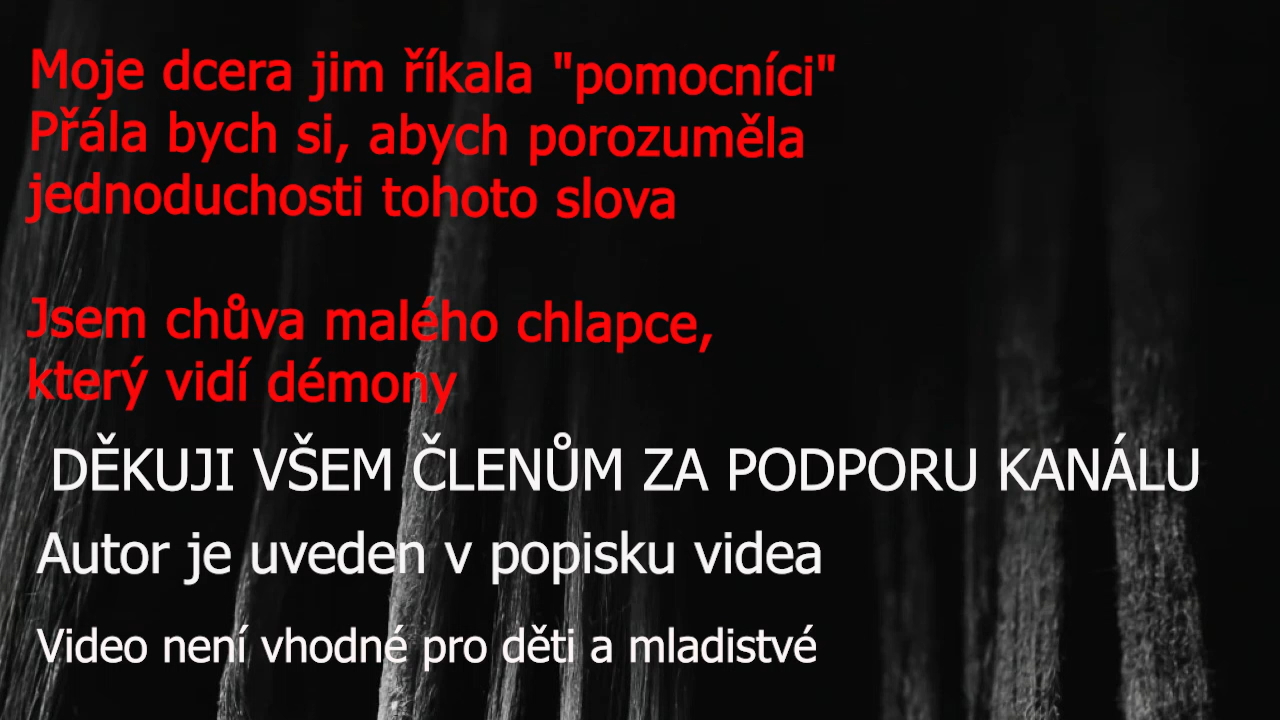 Moje dcera jim říkala "pomocníci"
Přála bych si, abych porozuměla
jednoduchosti tohoto slova
Jsem chůva malého chlapce,
který vidí démony
DĚKUJI VŠEM ČLENŮM ZA PODPORU KANÁLU
Autor je uveden v popisku videa
Video není vhodné pro děti a mladistvé